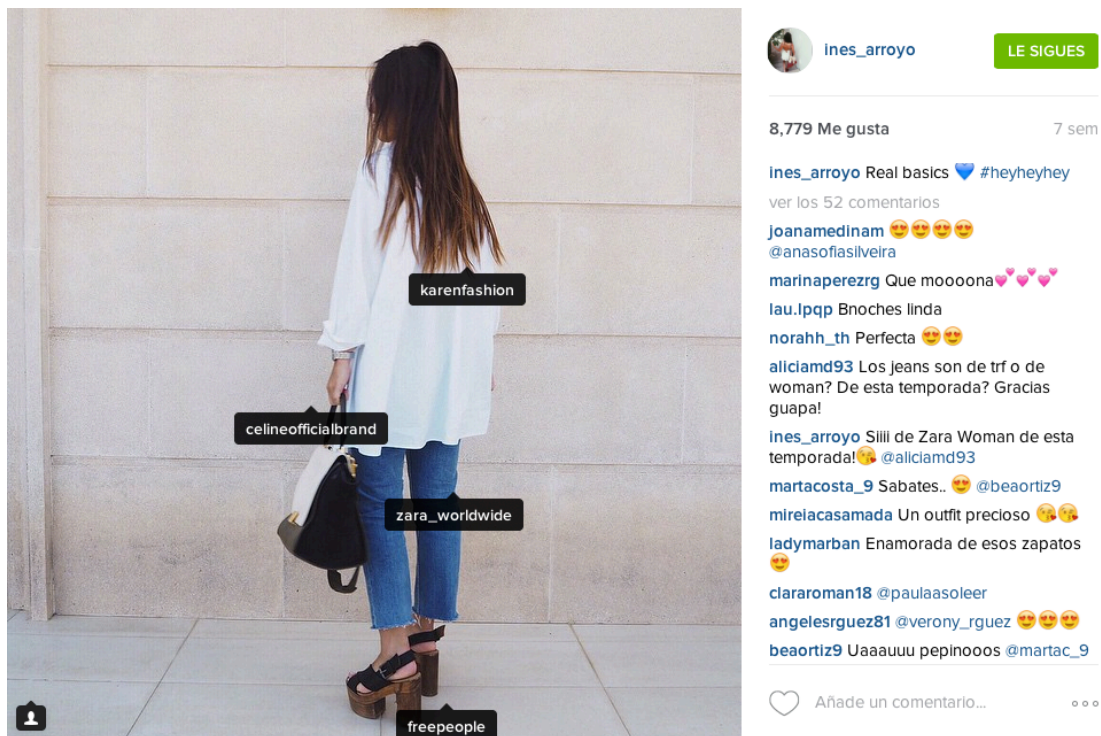 karenfashion
celineofficialbrand
zara_worldwide
freepeople
ines_arroyo
LE SIGUES
8,779 Me gusta
7 sem
ines_arroyo Real basics 💙 #heyheyhey
ver los 52 comentarios
joanamedinam 😍😍😍😍
@anasofiasilveira
marinaperezrg Que moooona💕💕💕
lau.lpqp Bnoches linda
norahh_th Perfecta 😍😍
aliciamd93 Los jeans son de trf o de
woman? De esta temporada? Gracias
guapa!
ines_arroyo Siiii de Zara Woman de esta
temporada!😘 @aliciamd93
martacosta_9 Sabates.. 😍 @beaortiz9
mireiacasamada Un outfit precioso 😘😘
ladymarban Enamorada de esos zapatos
😍
clararoman18 @paulaasoleer
angelesrguez81 @verony_rguez 😍😍😍
beaortiz9 Uaaauuu pepinooos @martac_9
Añade un comentario...